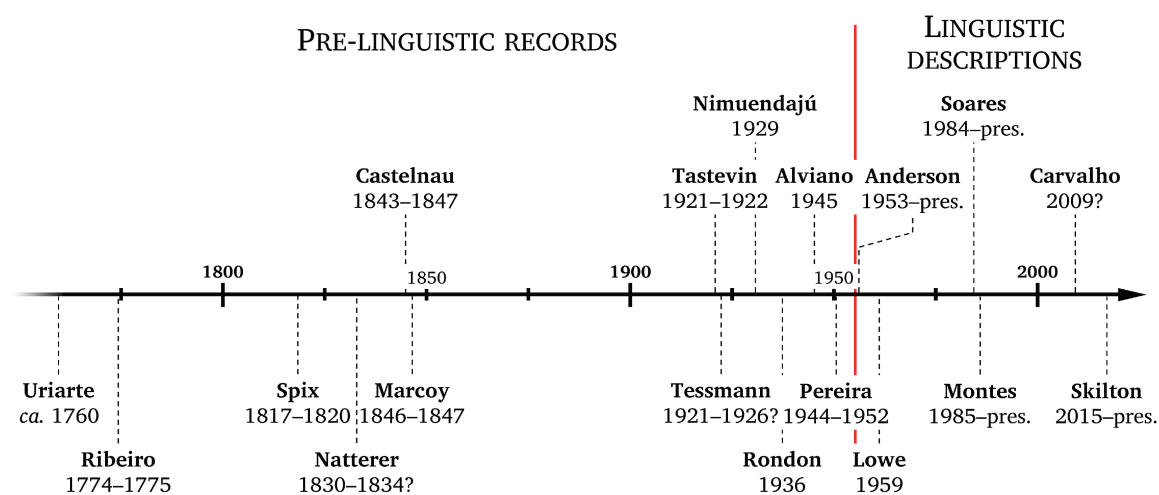 PRE-LINGUISTIC RECORDS
LINGUISTIC
DESCRIPTIONS
Nimuendajú
1929
Soares
1984–pres.
Castelnau
1843–1847
Tastevin
1921–1922
Alviano
1945
Anderson
1953–pres.
Carvalho
2009?
1800
1850
1900
1950
2000
Uriarte
ca. 1760
Spix
1817–1820
Marcoy
1846–1847
Tessmann
1921–1926?
Pereira
1944–1952
Montes
1985–pres.
Skilton
2015–pres.
Ribeiro
1774–1775
Natterer
1830–1834?
Rondon
1936
Lowe
1959